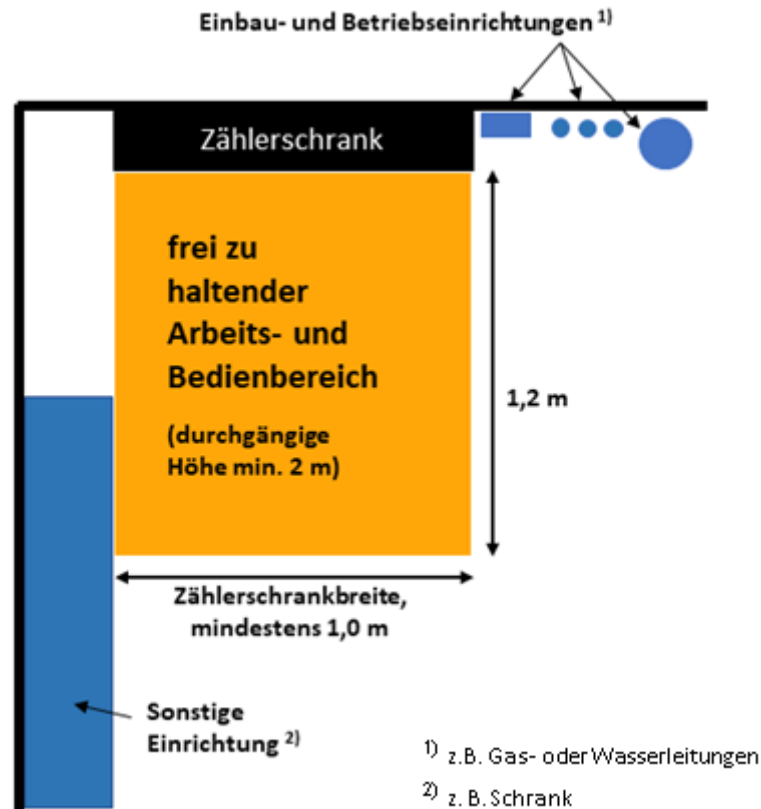 Einbau- und Betriebseinrichtungen ¹⁾
Zählerschrank
frei zu
haltender
Arbeits- und
Bedienbereich
(durchgängige
Höhe min. 2 m)
1,2 m
Zählerschrankbreite,
mindestens 1,0 m
Sonstige
Einrichtung ²⁾
¹⁾ z.B. Gas- oder Wasserleitungen
²⁾ z. B. Schrank